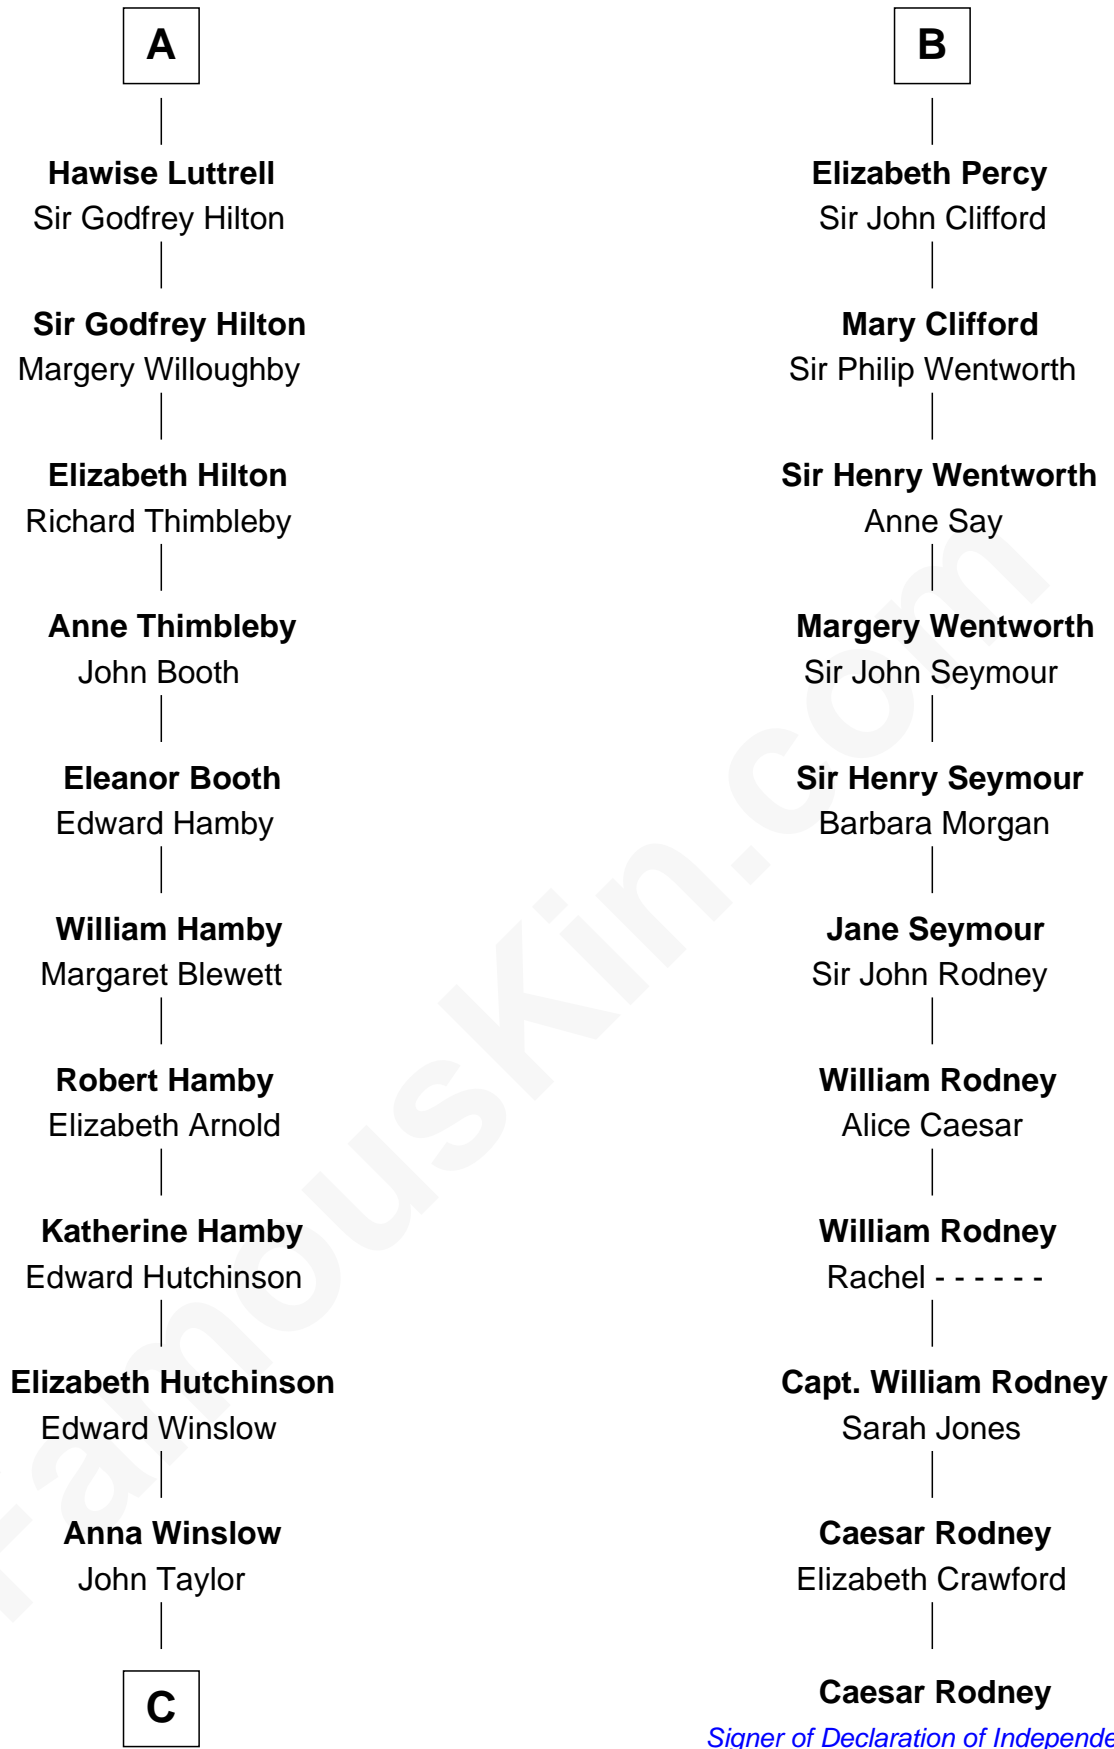 A
Hawise Luttrell
Sir Godfrey Hilton
Sir Godfrey Hilton
Margery Willoughby
Elizabeth Hilton
Richard Thimbleby
Anne Thimbleby
John Booth
Eleanor Booth
Edward Hamby
William Hamby
Margaret Blewett
Robert Hamby
Elizabeth Arnold
Katherine Hamby
Edward Hutchinson
Elizabeth Hutchinson
Edward Winslow
Anna Winslow
John Taylor
C
B
Elizabeth Percy
Sir John Clifford
Mary Clifford
Sir Philip Wentworth
Sir Henry Wentworth
Anne Say
Margery Wentworth
Sir John Seymour
Sir Henry Seymour
Barbara Morgan
Jane Seymour
Sir John Rodney
William Rodney
Alice Caesar
William Rodney
Rachel - - - - - -
Capt. William Rodney
Sarah Jones
Caesar Rodney
Elizabeth Crawford
Caesar Rodney
Signer of Declaration of Independe
FamousKin.com